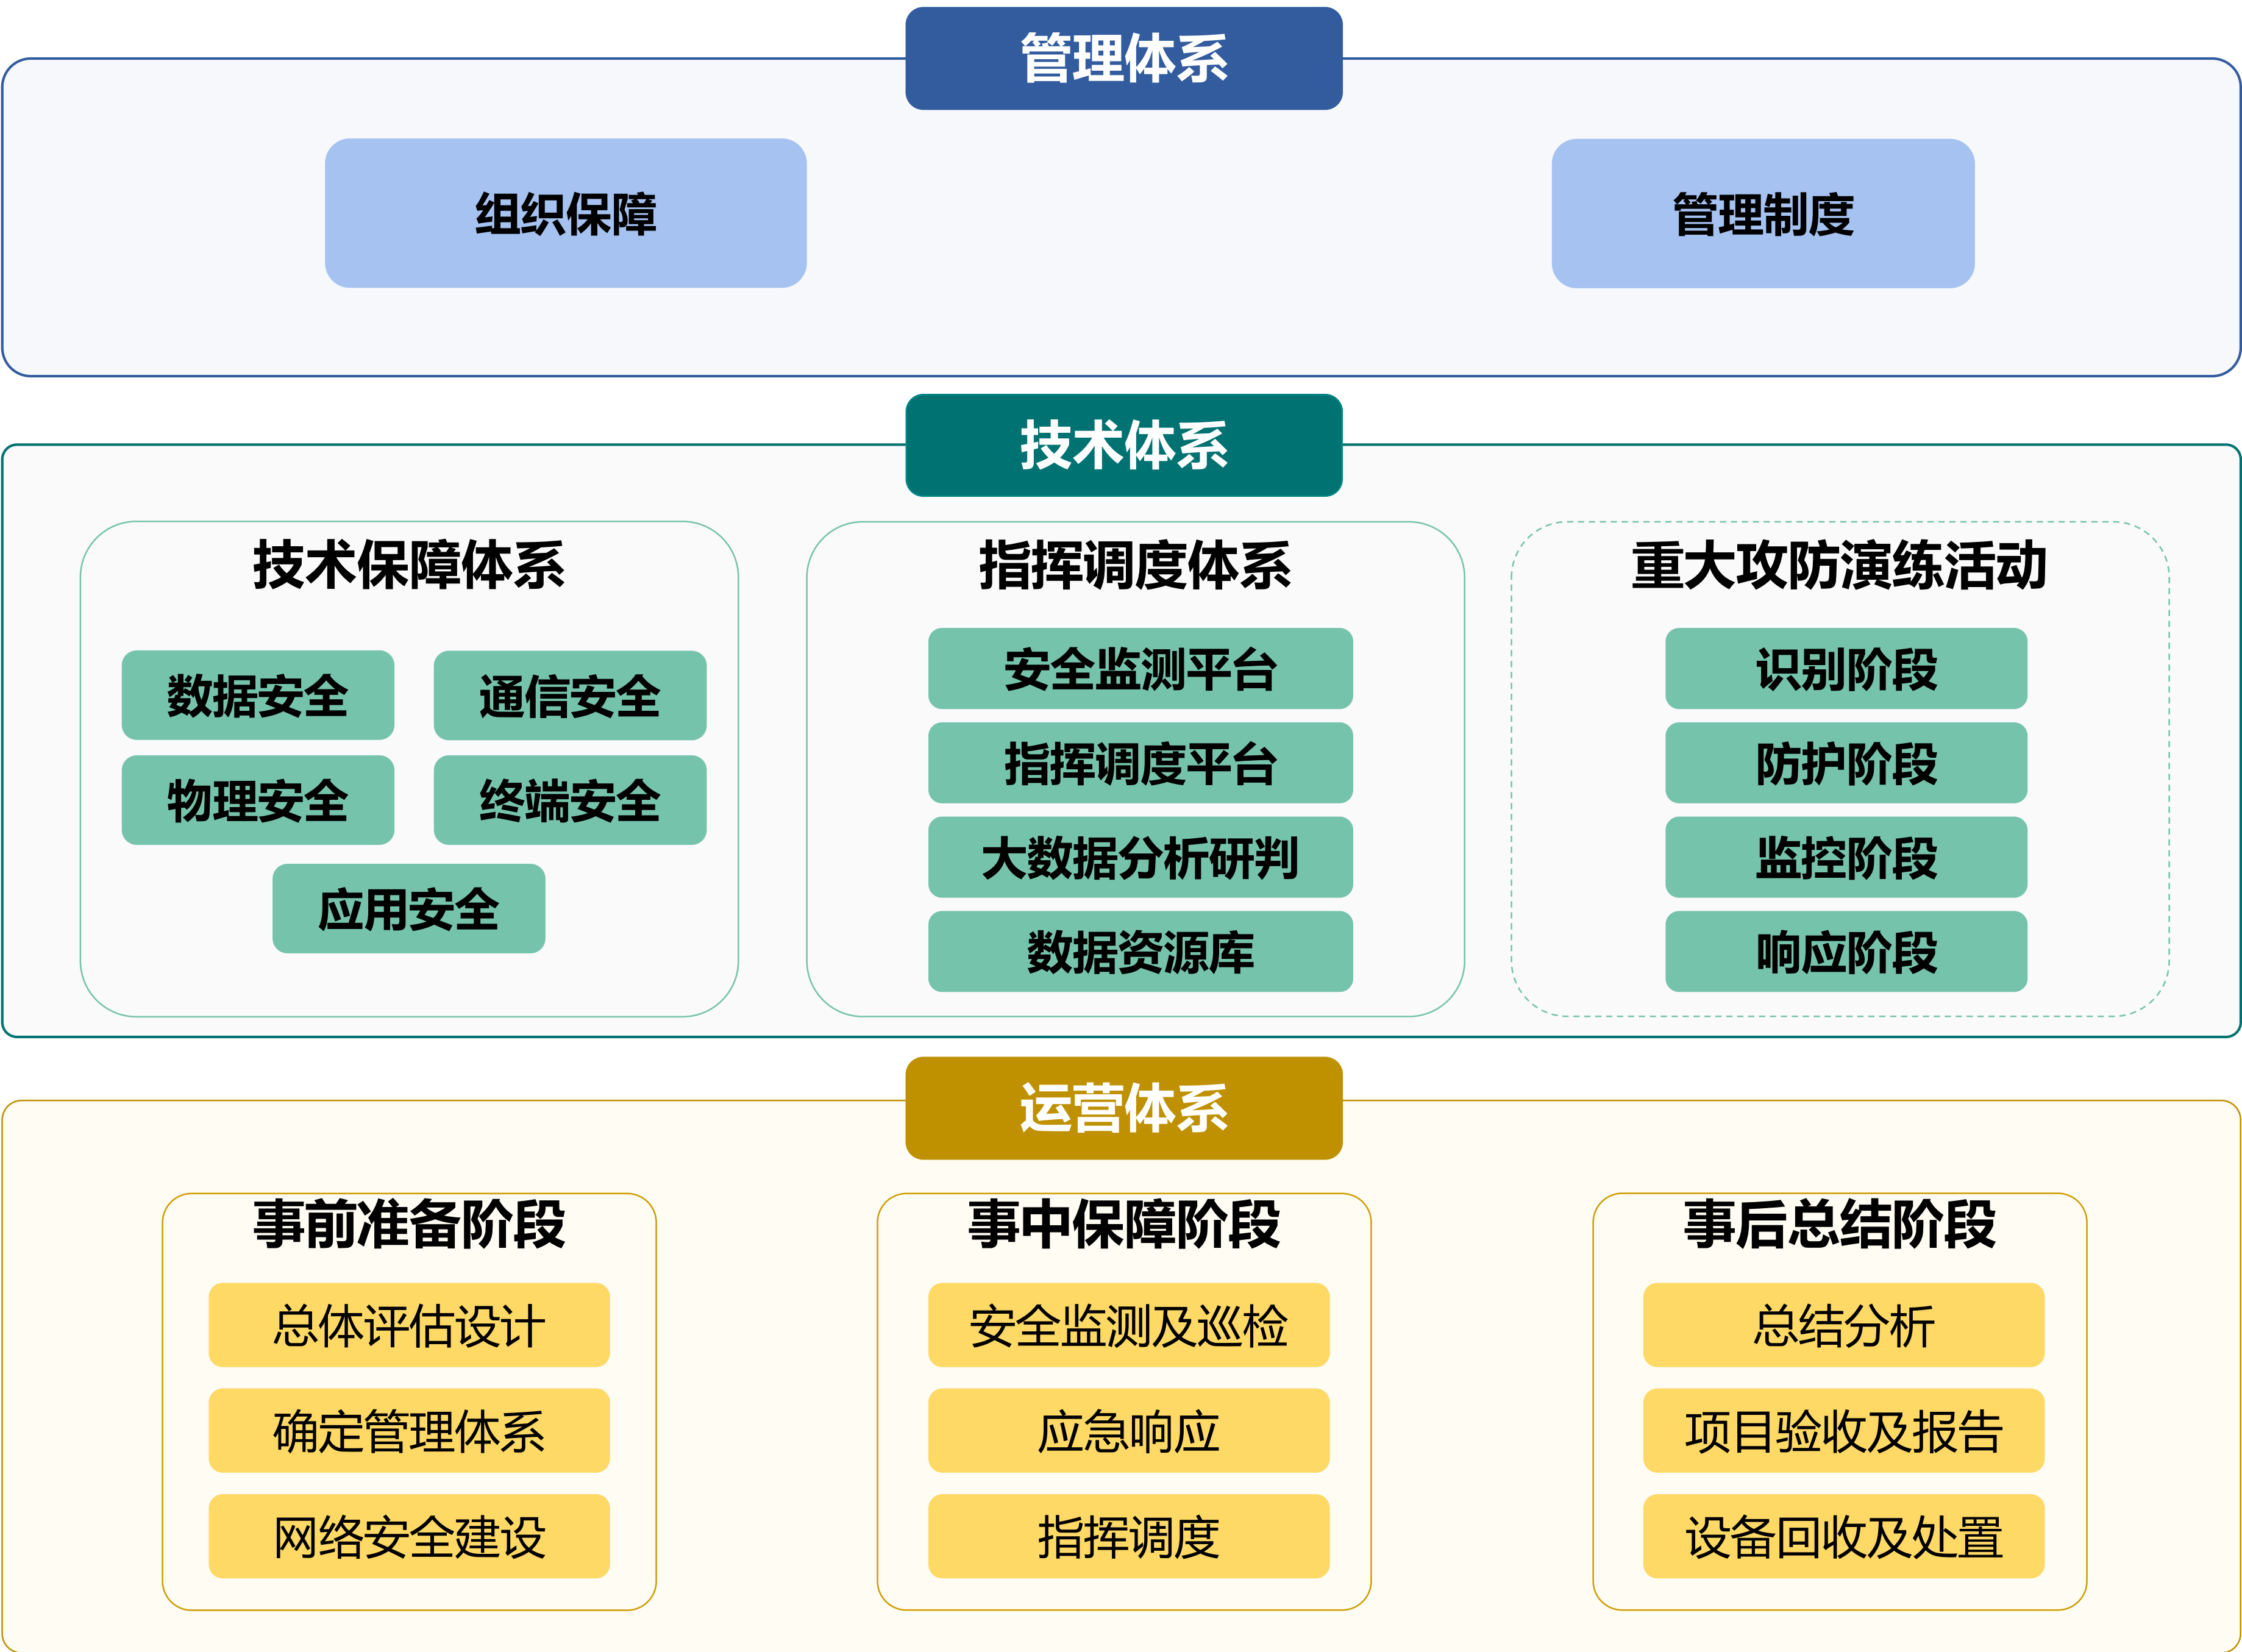 管理体系
组织保障
管理制度
技术体系
技术保障体系
数据安全
通信安全
物理安全
终端安全
应用安全
指挥调度体系
安全监测平台
指挥调度平台
大数据分析研判
数据资源库
重大攻防演练活动
识别阶段
防护阶段
监控阶段
响应阶段
运营体系
事前准备阶段
总体评估设计
确定管理体系
网络安全建设
事中保障阶段
安全监测及巡检
应急响应
指挥调度
事后总结阶段
总结分析
项目验收及报告
设备回收及处置